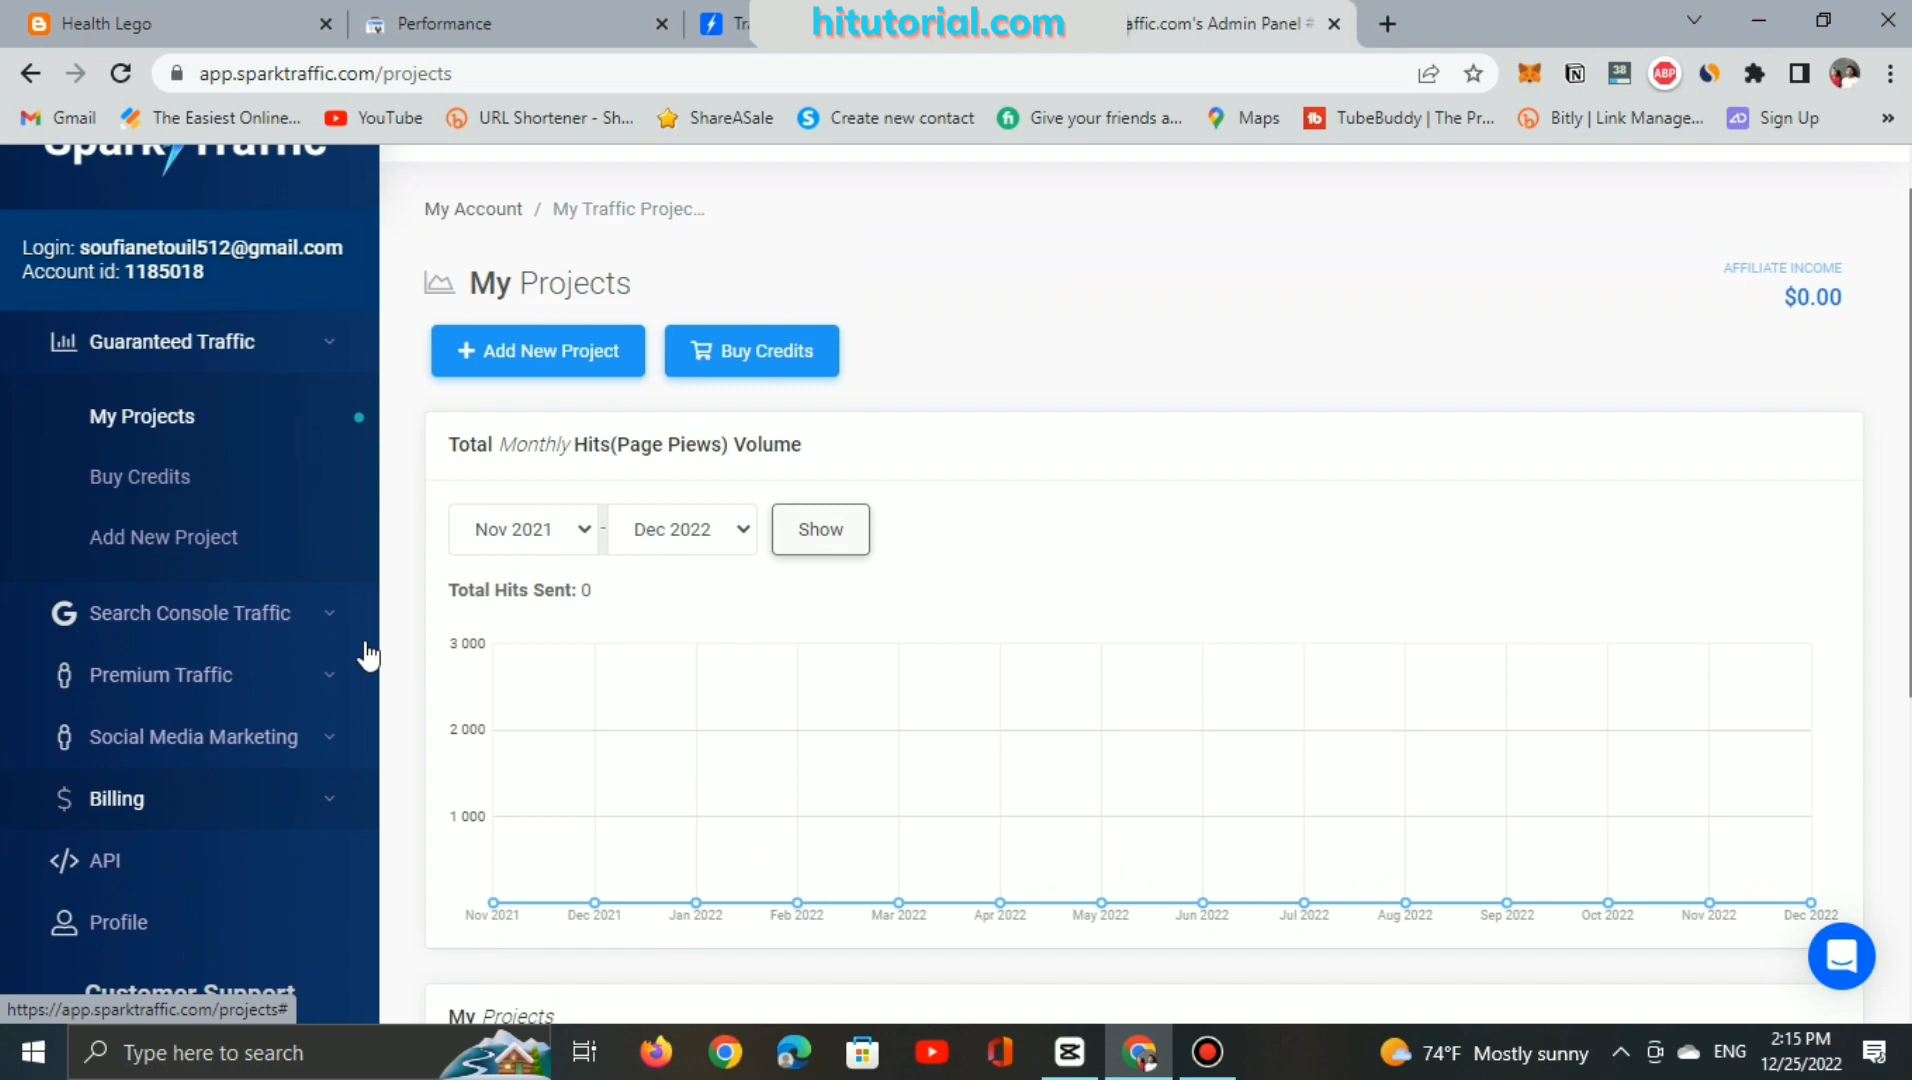 Health Lego
Performance
Tra
hitutorial.com
affic.com's Admin Panel #
app.sparktraffic.com/projects
38
ABP
Gmail
The Easiest Online...
YouTube
URL Shortener - Sh...
ShareASale
Create new contact
Give your friends a...
Maps
TubeBuddy | The Pr...
Bitly | Link Manage...
Sign Up
»
Spark Traffic
Login: soufianetouil512@gmail.com
Account id: 1185018
Guaranteed Traffic
My Projects
Buy Credits
Add New Project
Search Console Traffic
Premium Traffic
Social Media Marketing
Billing
API
Profile
Customer Support
https://app.sparktraffic.com/projects#
My Account / My Traffic Projec...
My Projects
AFFILIATE INCOME
$0.00
+ Add New Project
Buy Credits
Total Monthly Hits(Page Piews) Volume
Nov 2021 - Dec 2022 Show
Total Hits Sent: 0
3 000
2 000
1 000
Nov 2021 Dec 2021 Jan 2022 Feb 2022 Mar 2022 Apr 2022 May 2022 Jun 2022 Jul 2022 Aug 2022 Sep 2022 Oct 2022 Nov 2022 Dec 2022
My Projects
Type here to search
74°F Mostly sunny
ENG
2:15 PM
12/25/2022